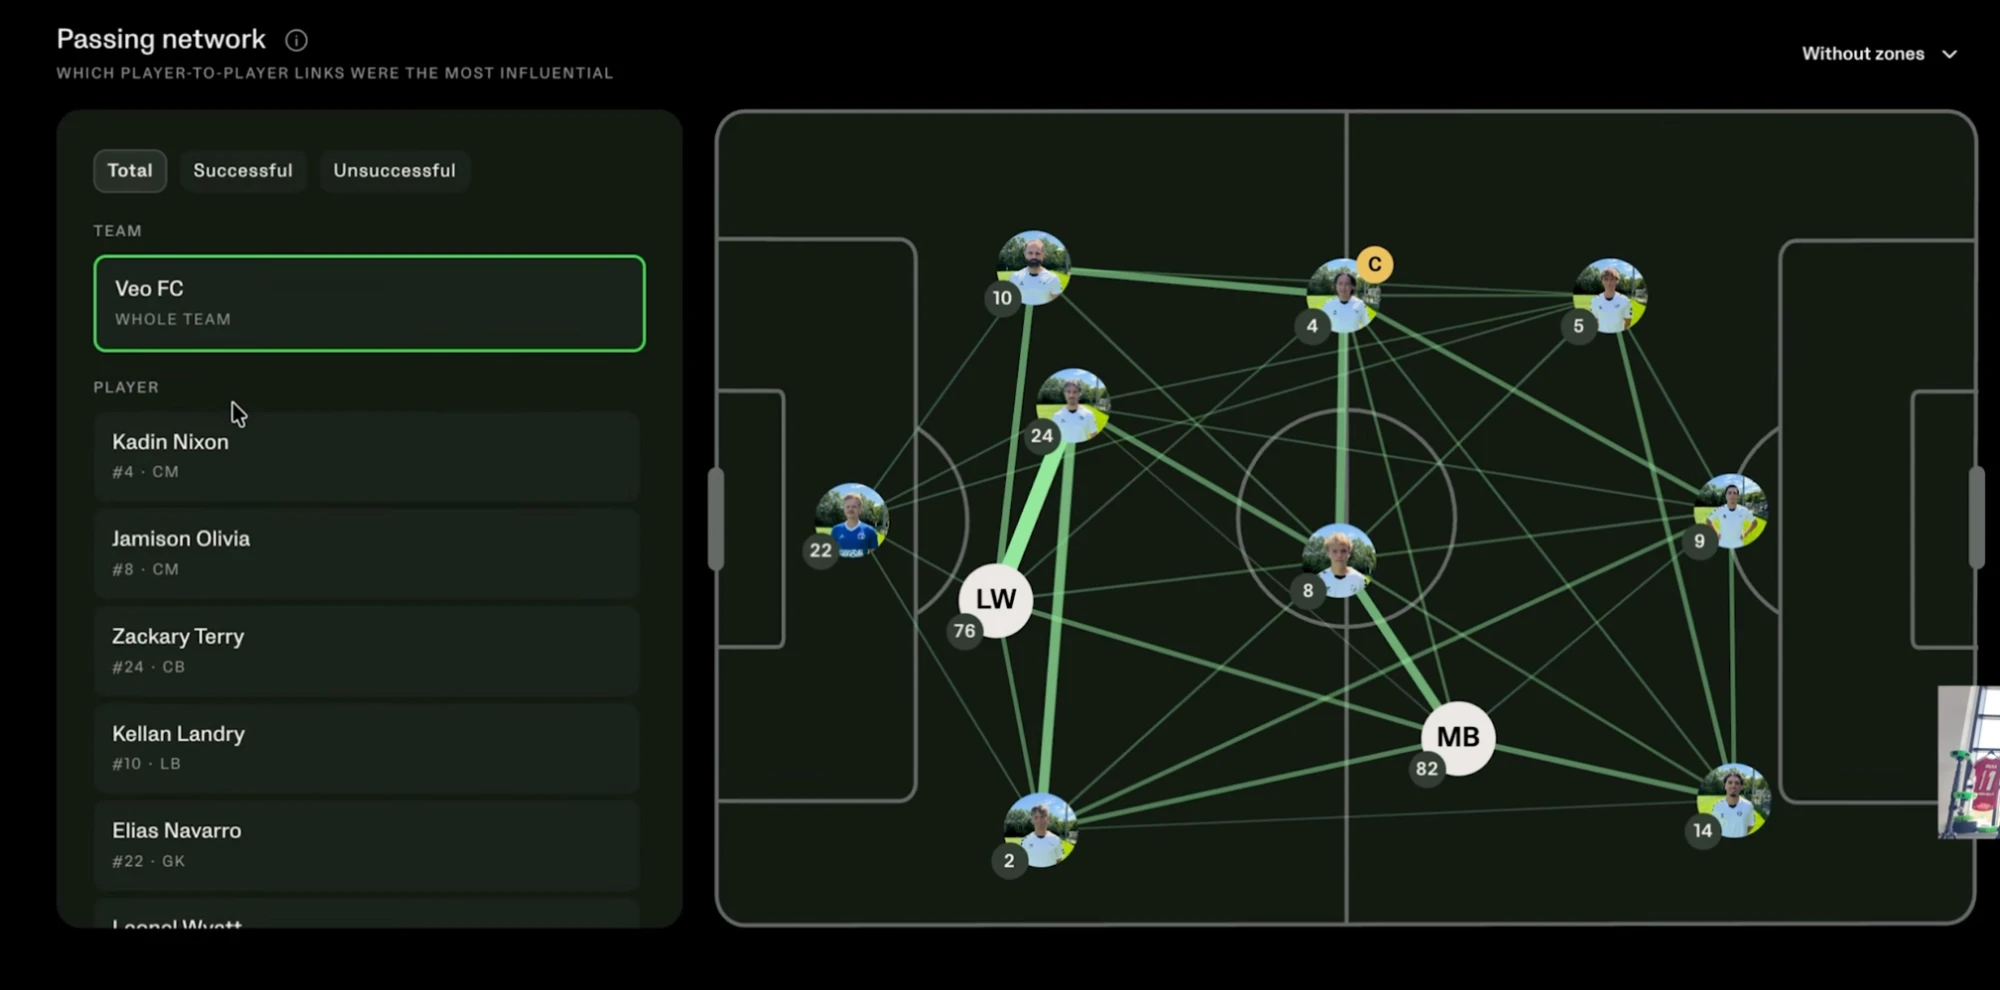 Passing network
WHICH PLAYER-TO-PLAYER LINKS WERE THE MOST INFLUENTIAL
Without zones
Total
Successful
Unsuccessful
TEAM
Veo FC
WHOLE TEAM
PLAYER
Kadin Nixon
#4 · CM
Jamison Olivia
#8 · CM
Zackary Terry
#24 · CB
Kellan Landry
#10 · LB
Elias Navarro
#22 · GK
Leonel Wyatt
10
C
4
5
24
22
9
LW
76
8
MB
82
14
2